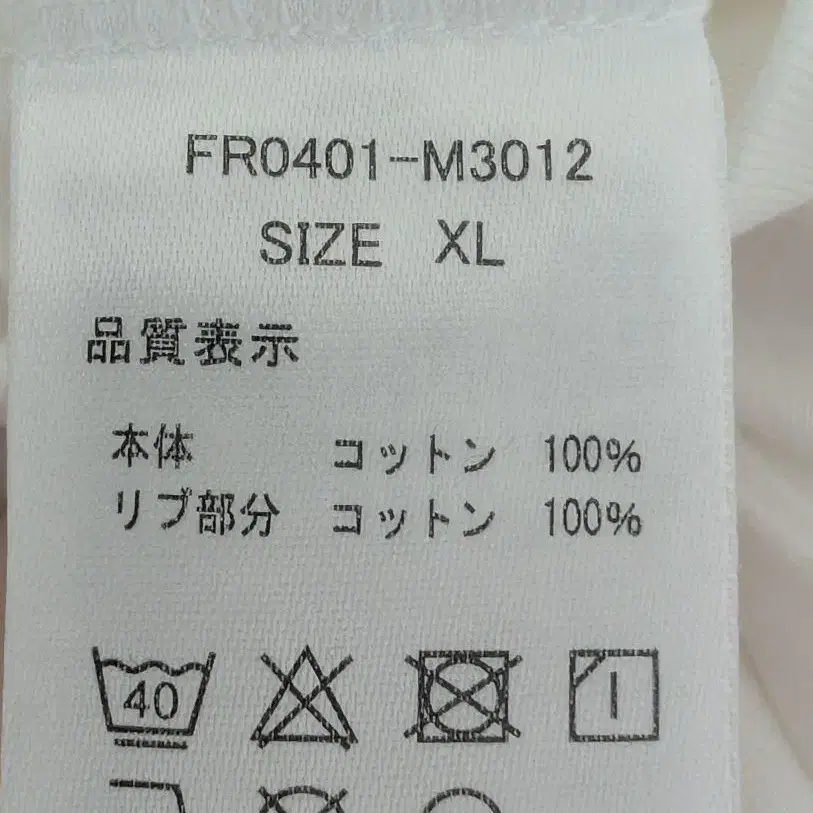 FR0401-M3012
SIZE XL
品質表示
本体 コットン 100%
リブ部分 コットン 100%
40